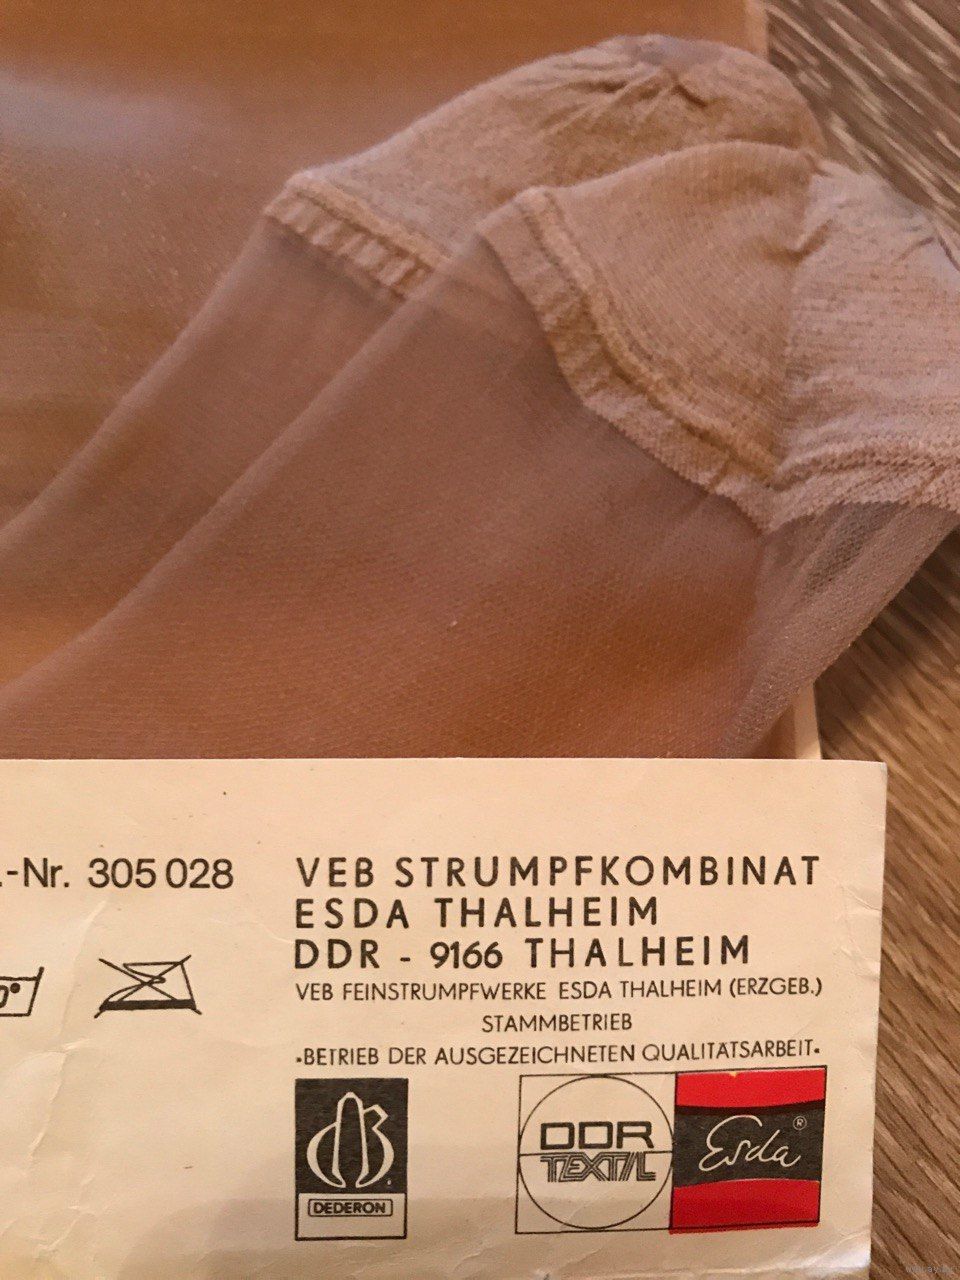 .-Nr. 305 028
VEB STRUMPFKOMBINAT
ESDA THALHEIM
DDR - 9166 THALHEIM
VEB FEINSTRUMPFWERKE ESDA THALHEIM (ERZGEB.)
STAMMBETRIEB
•BETRIEB DER AUSGEZEICHNETEN QUALITÄTSARBEIT•
0°
DEDERON
DDR
TEXTIL
Esda ®